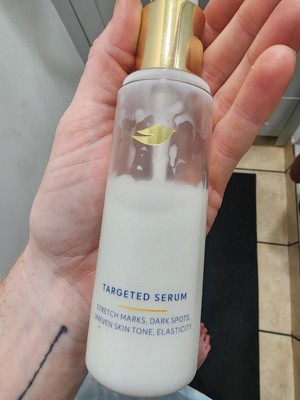 TARGETED SERUM
STRETCH MARKS, DARK SPOTS,
UNEVEN SKIN TONE, ELASTICITY